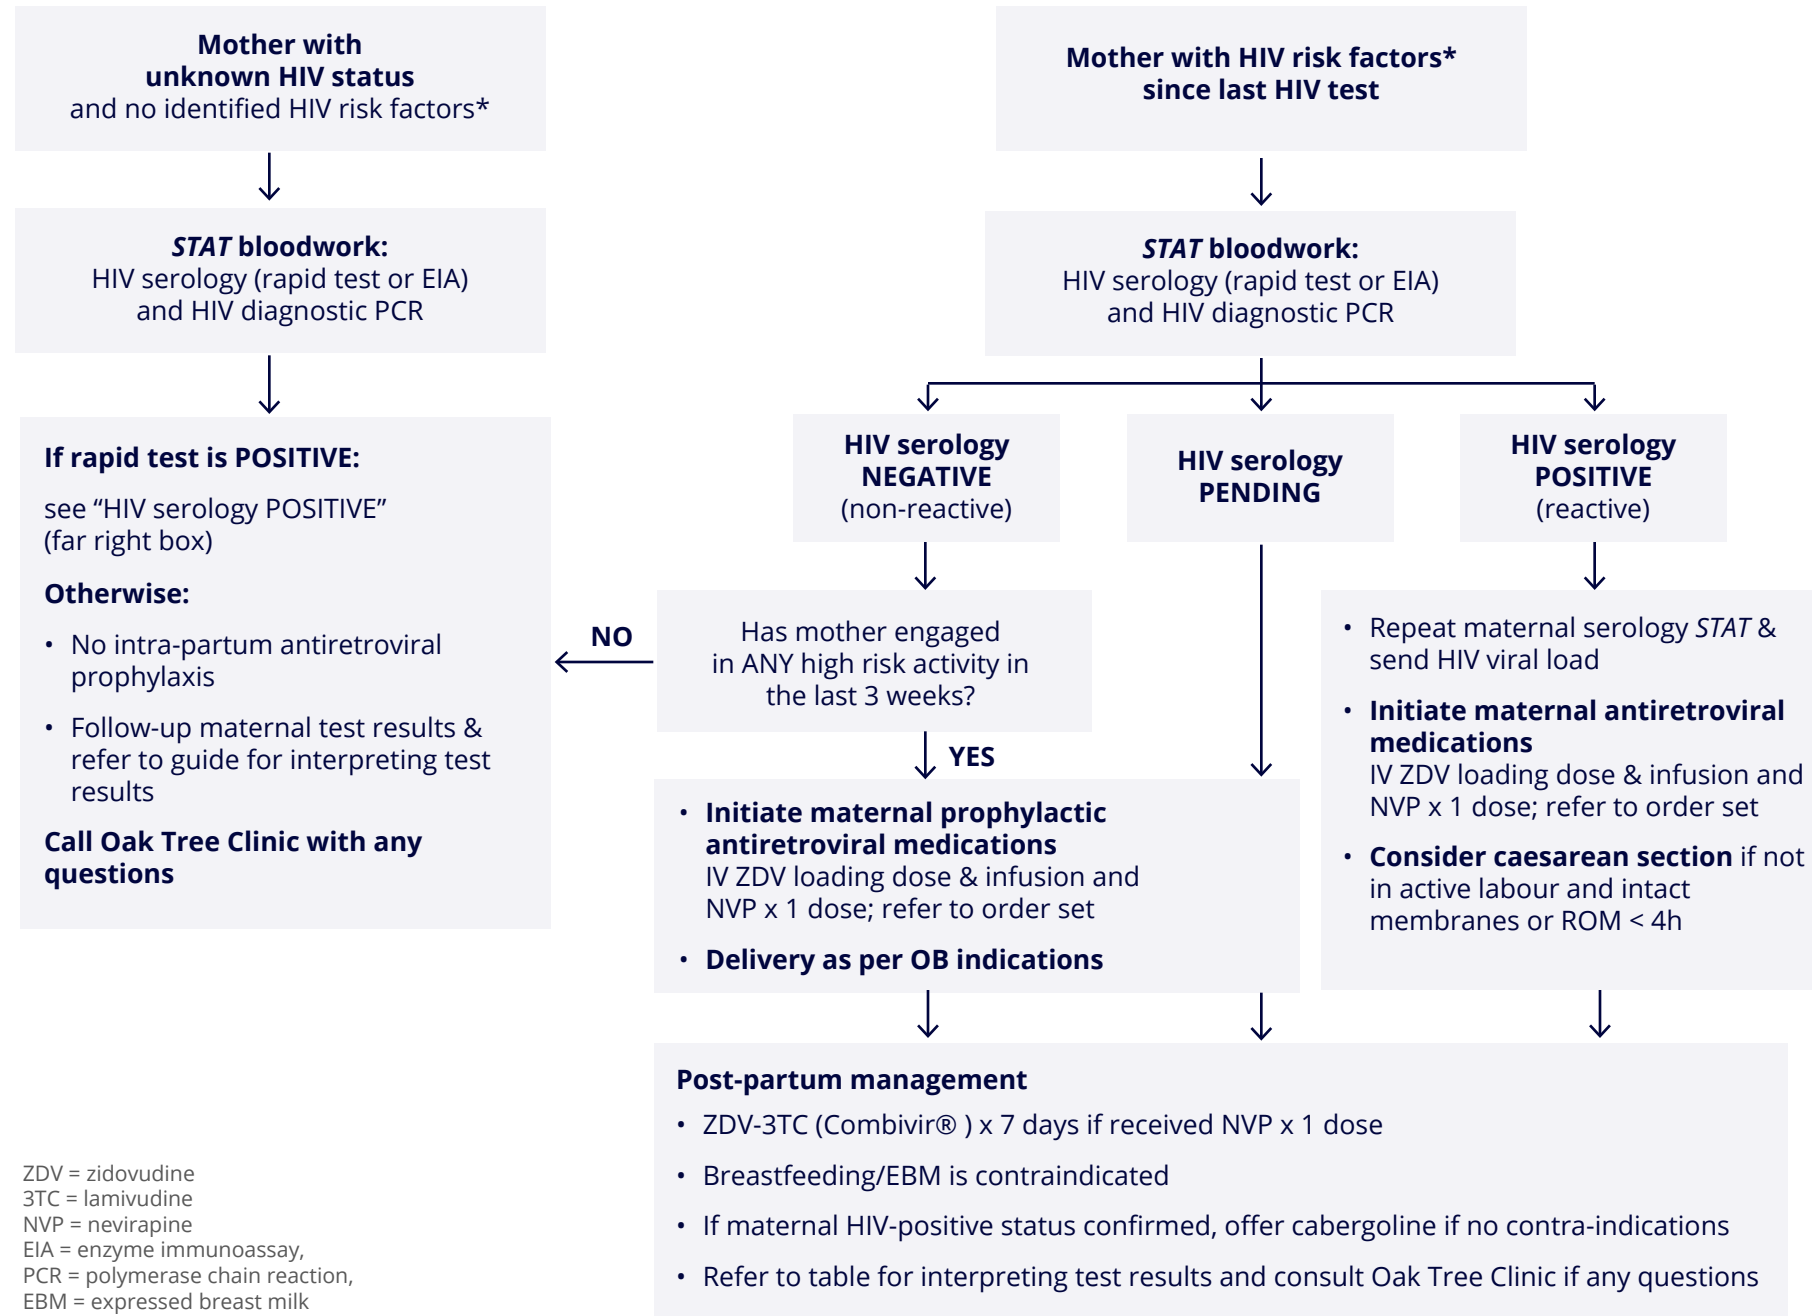 Mother with
unknown HIV status
and no identified HIV risk factors*
STAT bloodwork:
HIV serology (rapid test or EIA)
and HIV diagnostic PCR
If rapid test is POSITIVE:
see “HIV serology POSITIVE”
(far right box)
Otherwise:
• No intra-partum antiretroviral
prophylaxis
• Follow-up maternal test results &
refer to guide for interpreting test
results
Call Oak Tree Clinic with any
questions
Mother with HIV risk factors*
since last HIV test
STAT bloodwork:
HIV serology (rapid test or EIA)
and HIV diagnostic PCR
HIV serology
NEGATIVE
(non-reactive)
HIV serology
PENDING
HIV serology
POSITIVE
(reactive)
NO
Has mother engaged
in ANY high risk activity in
the last 3 weeks?
YES
• Initiate maternal prophylactic
antiretroviral medications
IV ZDV loading dose & infusion and
NVP x 1 dose; refer to order set
• Delivery as per OB indications
• Repeat maternal serology STAT &
send HIV viral load
• Initiate maternal antiretroviral
medications
IV ZDV loading dose & infusion and
NVP x 1 dose; refer to order set
• Consider caesarean section if not
in active labour and intact
membranes or ROM < 4h
Post-partum management
• ZDV-3TC (Combivir® ) x 7 days if received NVP x 1 dose
• Breastfeeding/EBM is contraindicated
• If maternal HIV-positive status confirmed, offer cabergoline if no contra-indications
• Refer to table for interpreting test results and consult Oak Tree Clinic if any questions
ZDV = zidovudine
3TC = lamivudine
NVP = nevirapine
EIA = enzyme immunoassay,
PCR = polymerase chain reaction,
EBM = expressed breast milk